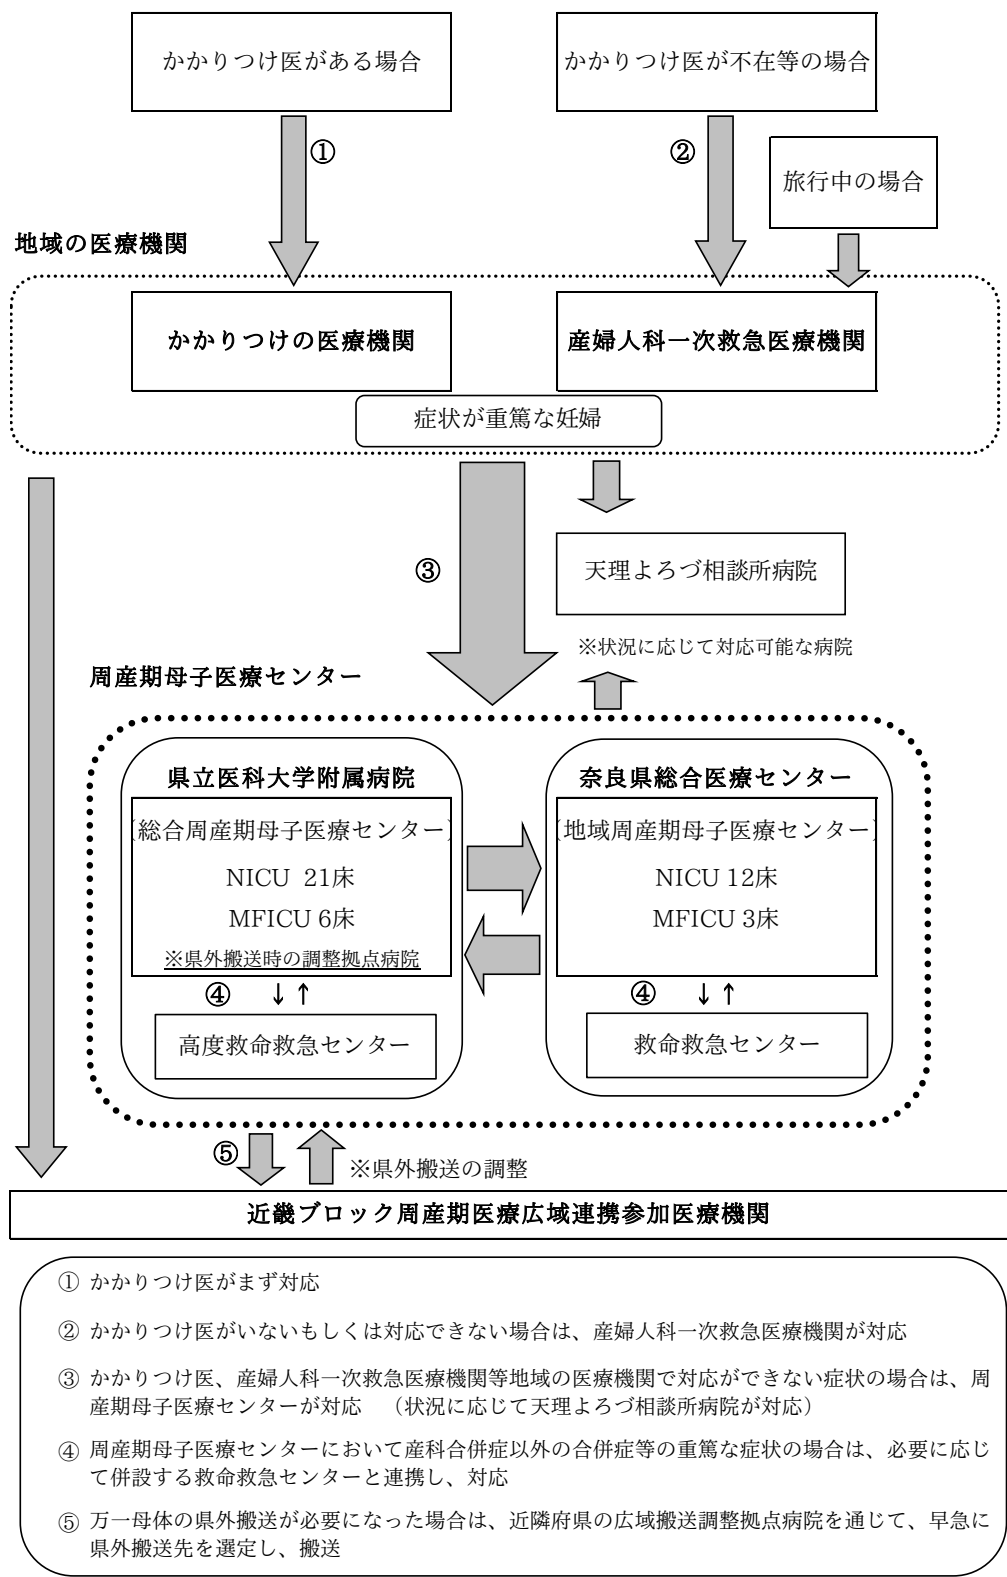 かかりつけ医がある場合
かかりつけ医が不在等の場合
①
②
旅行中の場合
地域の医療機関
かかりつけの医療機関
産婦人科一次救急医療機関
症状が重篤な妊婦
③
天理よろづ相談所病院
※状況に応じて対応可能な病院
周産期母子医療センター
県立医科大学附属病院
奈良県総合医療センター
[総合周産期母子医療センター]
[地域周産期母子医療センター]
NICU 21床
NICU 12床
MFICU 6床
MFICU 3床
※県外搬送時の調整拠点病院
④ ↓↑
④ ↓↑
高度救命救急センター
救命救急センター
⑤
※県外搬送の調整
近畿ブロック周産期医療広域連携参加医療機関
① かかりつけ医がまず対応
② かかりつけ医がいないもしくは対応できない場合は、産婦人科一次救急医療機関が対応
③ かかりつけ医、産婦人科一次救急医療機関等地域の医療機関で対応ができない症状の場合は、周
産期母子医療センターが対応 （状況に応じて天理よろづ相談所病院が対応）
④ 周産期母子医療センターにおいて産科合併症以外の合併症等の重篤な症状の場合は、必要に応じ
て併設する救命救急センターと連携し、対応
⑤ 万一母体の県外搬送が必要になった場合は、近隣府県の広域搬送調整拠点病院を通じて、早急に
県外搬送先を選定し、搬送